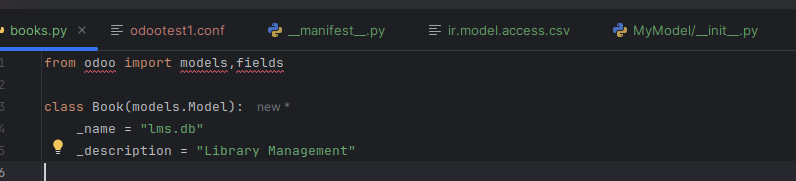 books.py × odootest1.conf __manifest__.py ir.model.access.csv MyModel/__init__.py
1 from odoo import models,fields
2
3 class Book(models.Model): new *
4 _name = "lms.db"
5 _description = "Library Management"
6